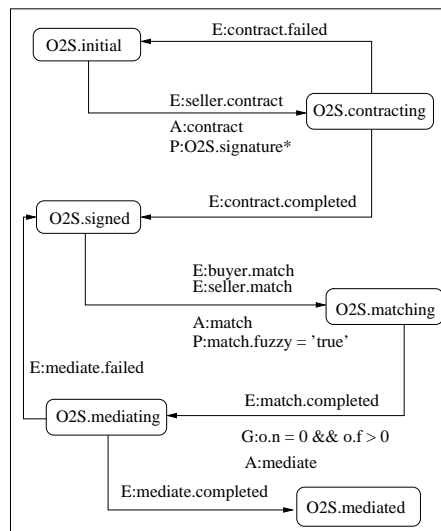 E:contract.failed
O2S.initial
E:seller.contract
O2S.contracting
A:contract
P:O2S.signature*
E:contract.completed
O2S.signed
E:buyer.match
E:seller.match
O2S.matching
A:match
P:match.fuzzy = 'true'
E:mediate.failed
E:match.completed
O2S.mediating
G:o.n = 0 && o.f > 0
A:mediate
E:mediate.completed
O2S.mediated